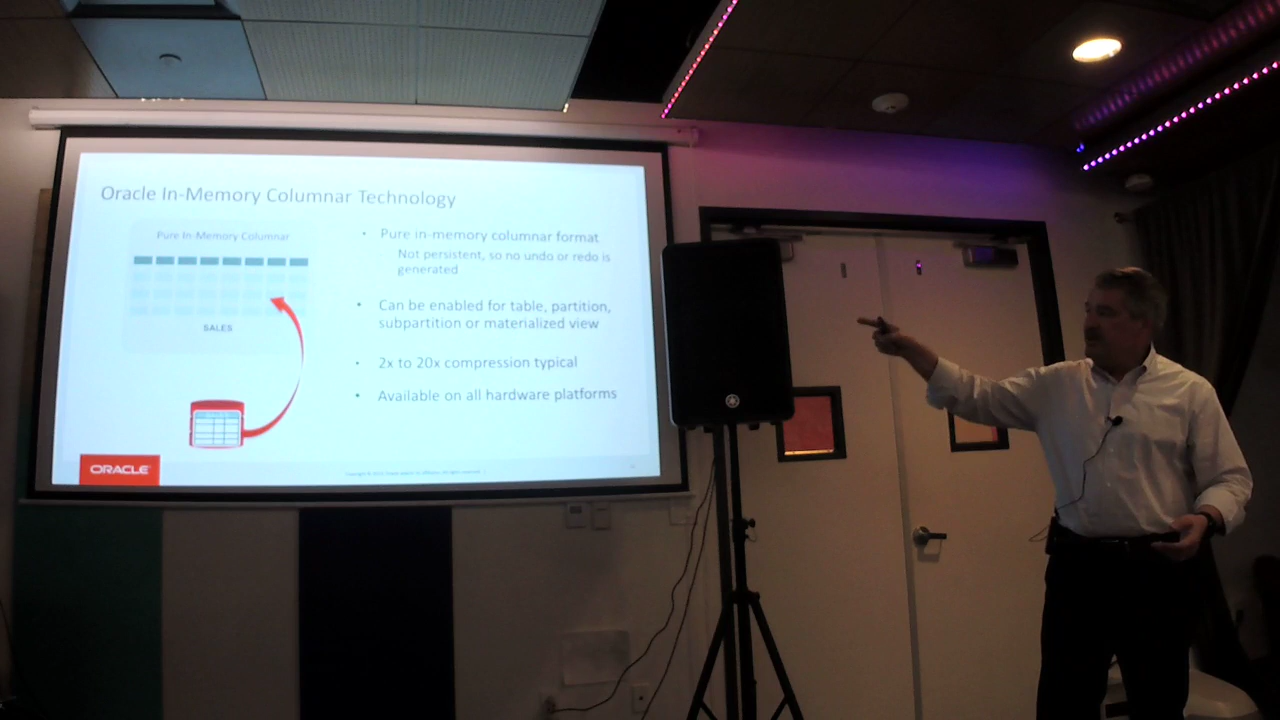 Oracle In-Memory Columnar Technology
Pure In-Memory Columnar
SALES
• Pure in-memory columnar format
Not persistent, so no undo or redo is
generated
• Can be enabled for table, partition,
subpartition or materialized view
• 2x to 20x compression typical
• Available on all hardware platforms
ORACLE